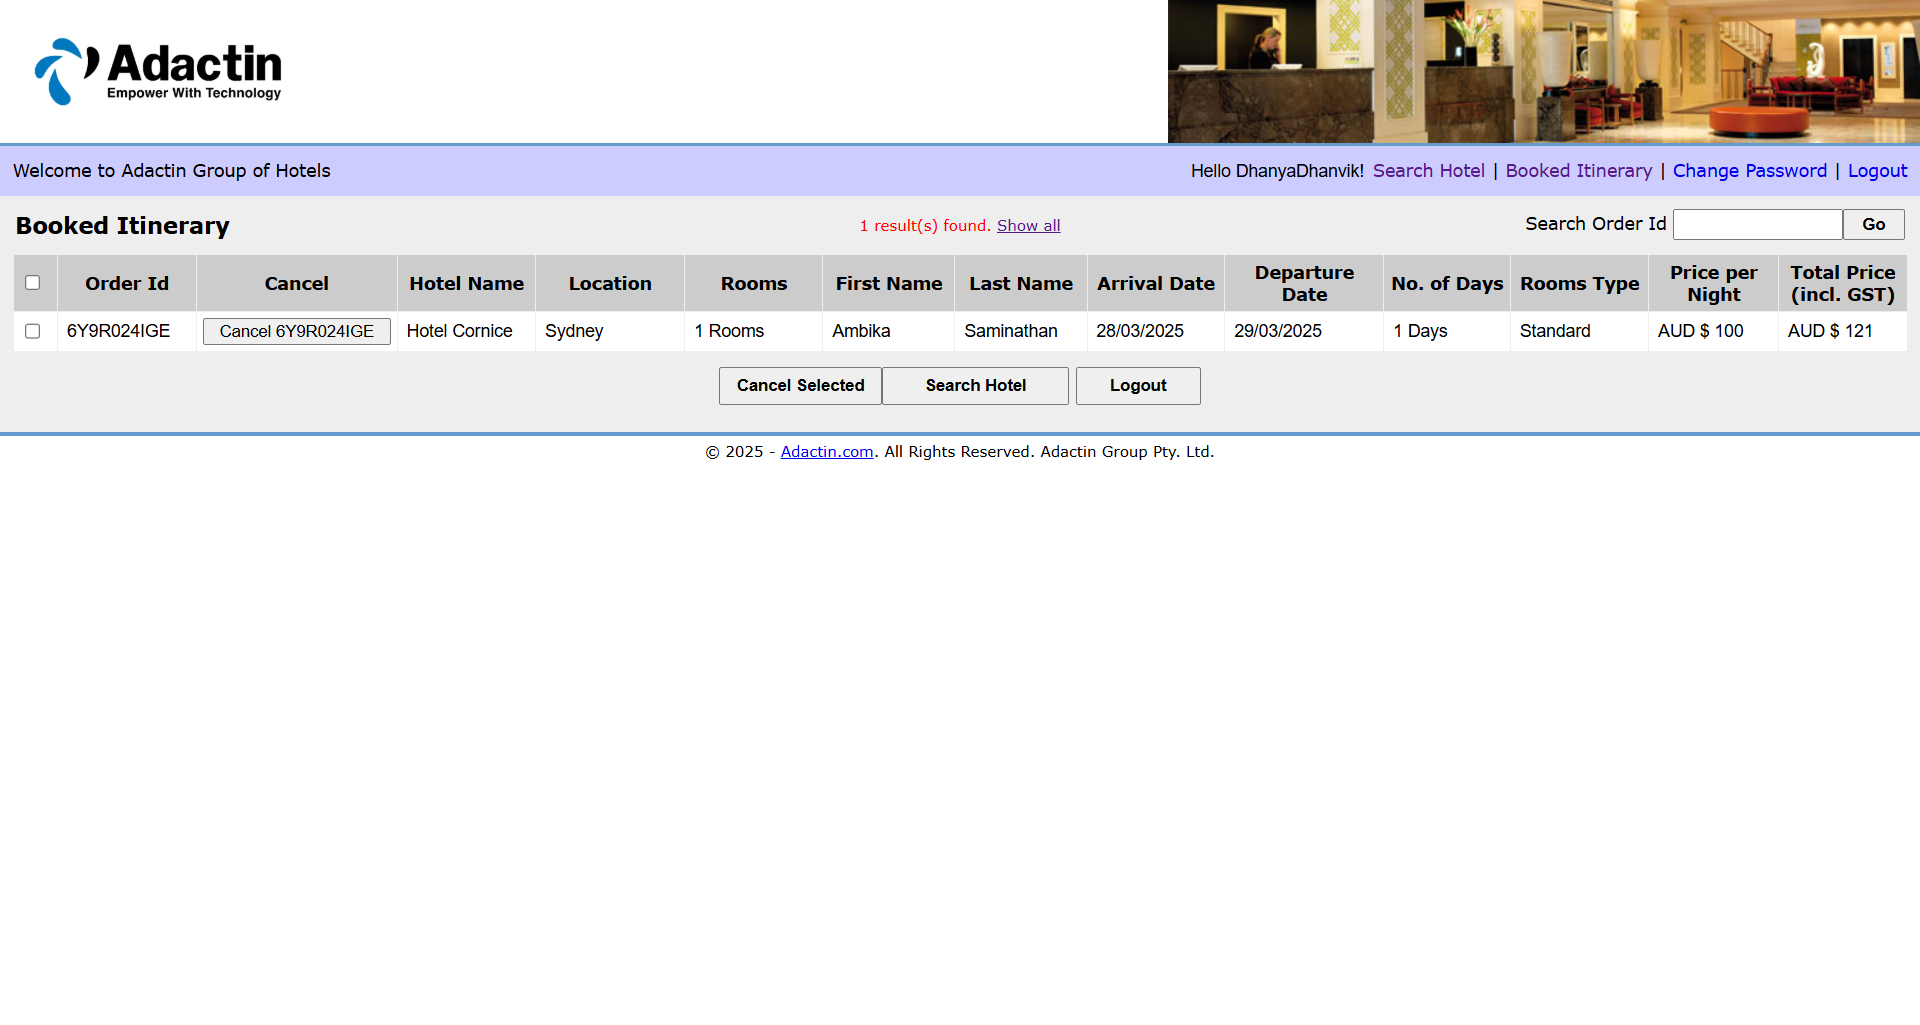 Adactin
Empower With Technology
Welcome to Adactin Group of Hotels
Hello DhanyaDhanvik! Search Hotel | Booked Itinerary | Change Password | Logout
Booked Itinerary
1 result(s) found. Show all
Search Order Id Go
Order Id Cancel Hotel Name Location Rooms First Name Last Name Arrival Date Departure Date No. of Days Rooms Type Price per Night Total Price (incl. GST)
6Y9R024IGE Cancel 6Y9R024IGE Hotel Cornice Sydney 1 Rooms Ambika Saminathan 28/03/2025 29/03/2025 1 Days Standard AUD $ 100 AUD $ 121
Cancel Selected Search Hotel Logout
© 2025 - Adactin.com. All Rights Reserved. Adactin Group Pty. Ltd.